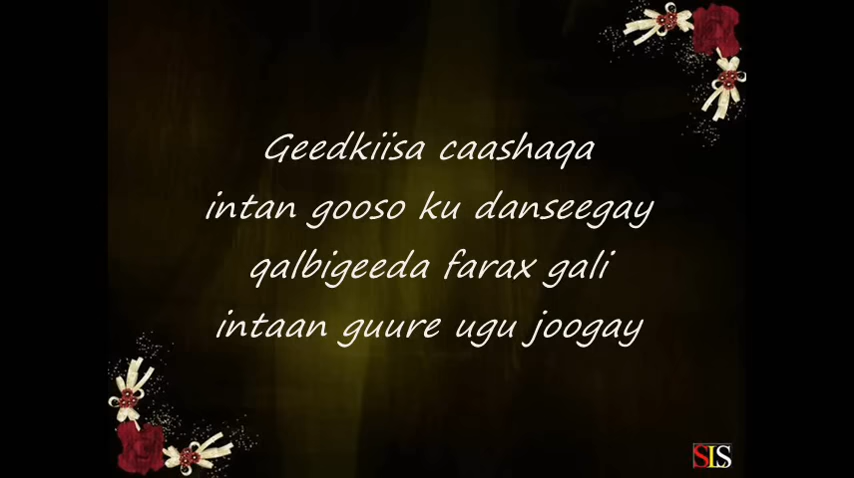 Geedkiisa caashaqa
intan gooso ku danseegay
qalbigeeda farax gali
intaan guure ugu joogay
SLS